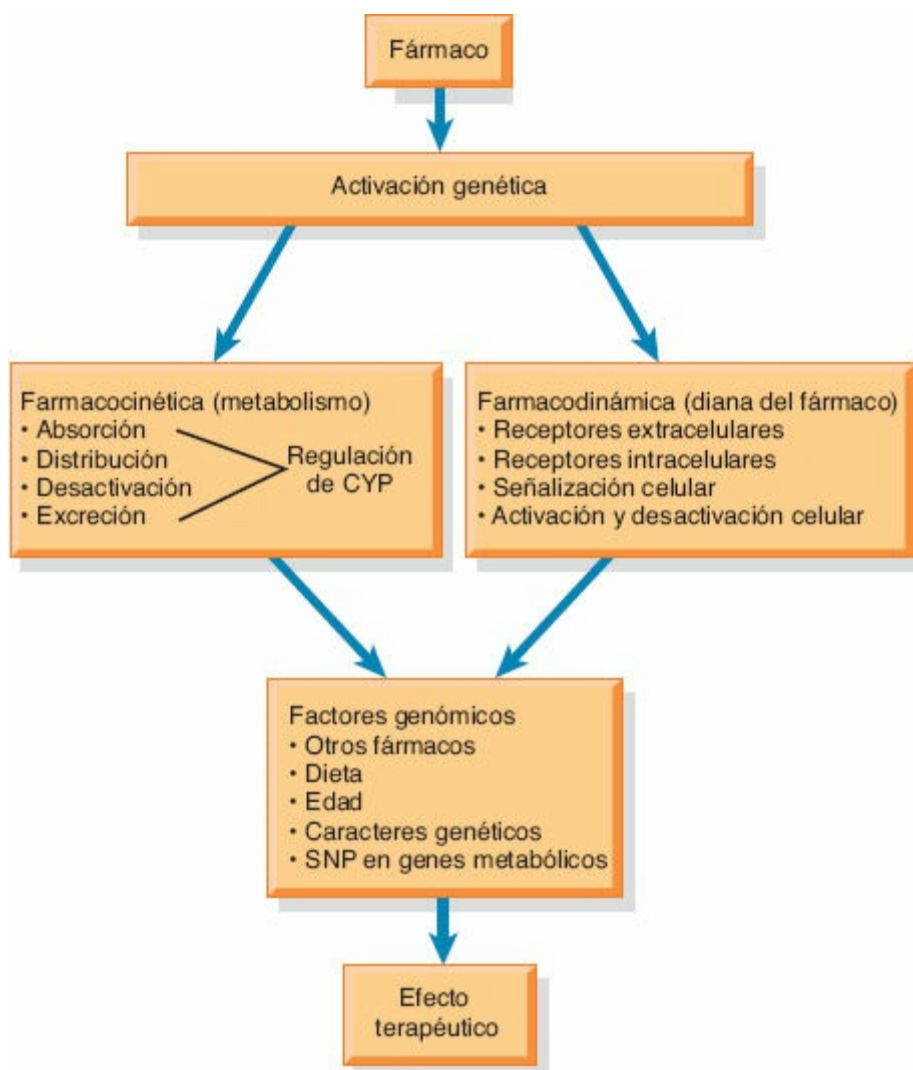 Fármaco
Activación genética
Farmacocinética (metabolismo)
• Absorción
• Distribución
• Desactivación
• Excreción
Regulación
de CYP
Farmacodinámica (diana del fármaco)
• Receptores extracelulares
• Receptores intracelulares
• Señalización celular
• Activación y desactivación celular
Factores genómicos
• Otros fármacos
• Dieta
• Edad
• Caracteres genéticos
• SNP en genes metabólicos
Efecto
terapéutico